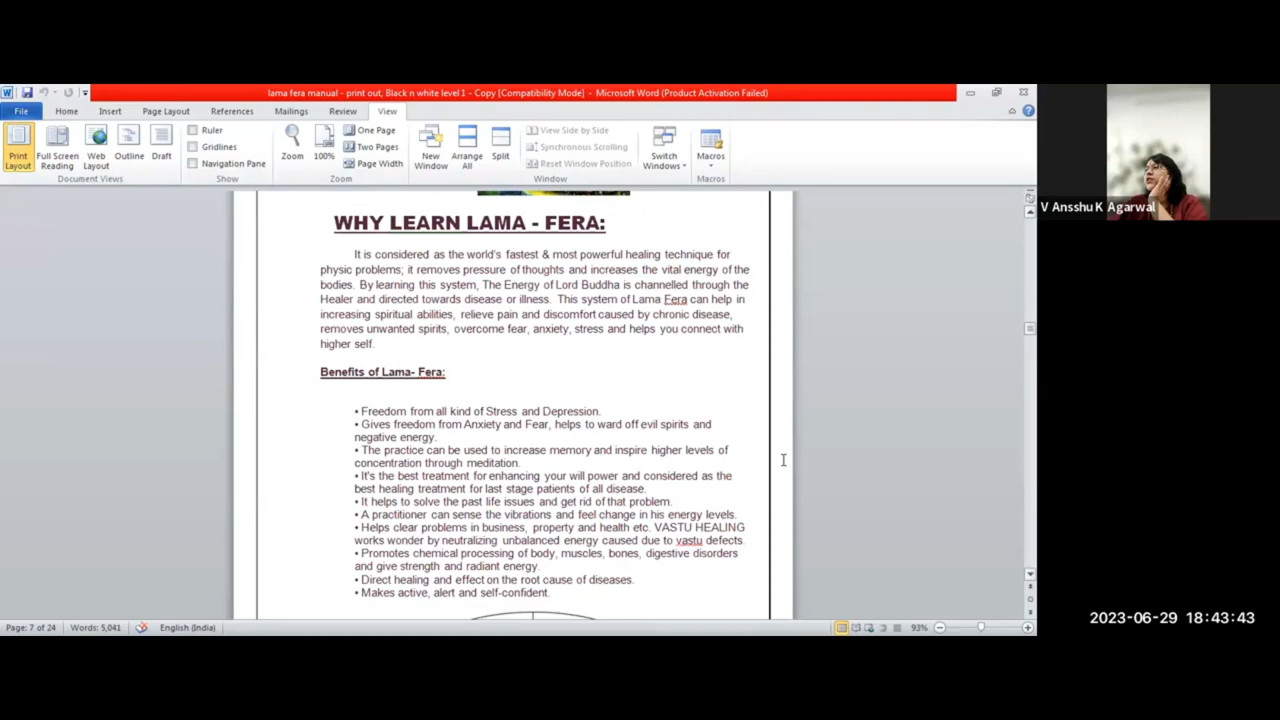 lama fera manual - print out, Black n white level 1 - Copy [Compatibility Mode] - Microsoft Word (Product Activation Failed)
File Home Insert Page Layout References Mailings Review View
Print Layout
Full Screen Reading
Web Layout
Outline
Draft
Document Views
Ruler
Gridlines
Navigation Pane
Show
Zoom
100%
One Page
Two Pages
Page Width
Zoom
New Window
Arrange All
Split
View Side by Side
Synchronous Scrolling
Reset Window Position
Window
Switch Windows
Macros
Macros
V Ansshu K Agarwal
WHY LEARN LAMA - FERA:
It is considered as the world's fastest & most powerful healing technique for
physic problems; it removes pressure of thoughts and increases the vital energy of the
bodies. By learning this system, The Energy of Lord Buddha is channelled through the
Healer and directed towards disease or illness. This system of Lama Fera can help in
increasing spiritual abilities, relieve pain and discomfort caused by chronic disease,
removes unwanted spirits, overcome fear, anxiety, stress and helps you connect with
higher self.
Benefits of Lama- Fera:
• Freedom from all kind of Stress and Depression.
• Gives freedom from Anxiety and Fear, helps to ward off evil spirits and
negative energy.
• The practice can be used to increase memory and inspire higher levels of
concentration through meditation.
• It's the best treatment for enhancing your will power and considered as the
best healing treatment for last stage patients of all disease.
• It helps to solve the past life issues and get rid of that problem.
• A practitioner can sense the vibrations and feel change in his energy levels.
• Helps clear problems in business, property and health etc. VASTU HEALING
works wonder by neutralizing unbalanced energy caused due to vastu defects.
• Promotes chemical processing of body, muscles, bones, digestive disorders
and give strength and radiant energy.
• Direct healing and effect on the root cause of diseases.
• Makes active, alert and self-confident.
Page: 7 of 24 Words: 5,041 English (India) 93%
2023-06-29 18:43:43